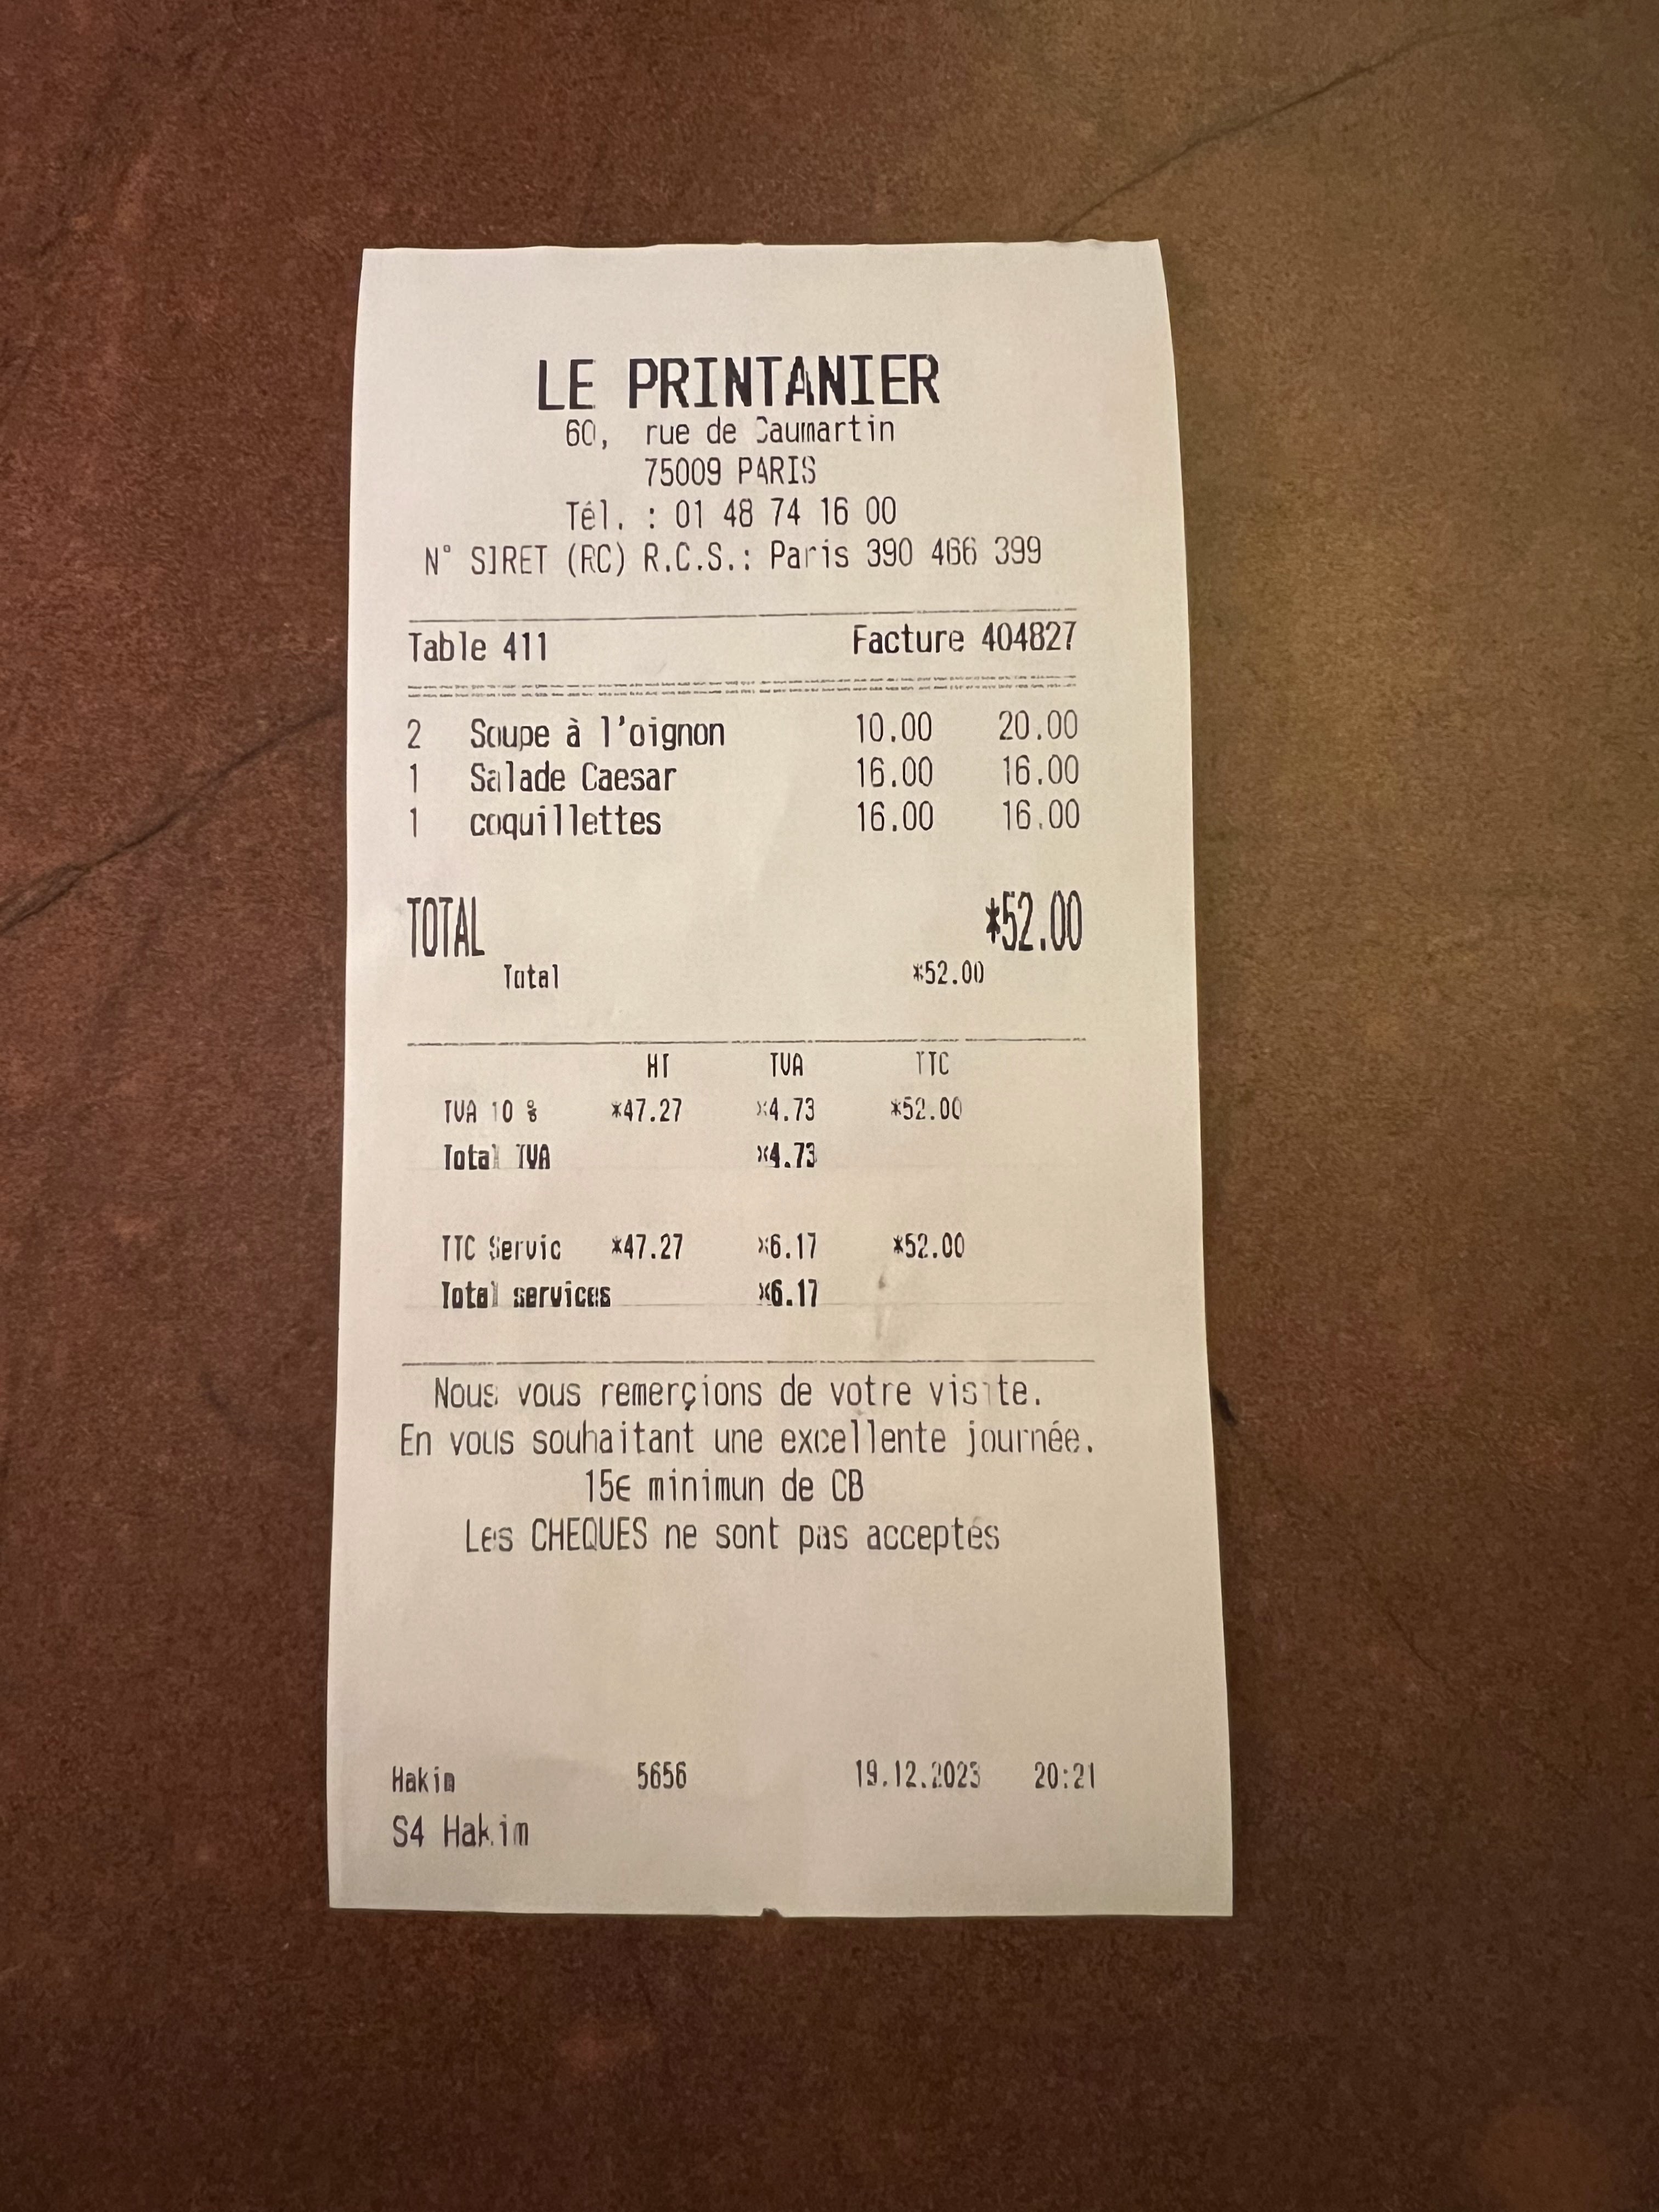 LE PRINTANIER
60, rue de Caumartin
75009 PARIS
Tél. : 01 48 74 16 00
N° SIRET (RC) R.C.S.: Paris 390 466 399
Table 411 Facture 404827
2 Soupe à l'oignon 10.00 20.00
1 Salade Caesar 16.00 16.00
1 coquillettes 16.00 16.00
TOTAL *52.00
Total *52.00
HT TVA TTC
TVA 10 % *47.27 *4.73 *52.00
Total TVA *4.73
TTC Servic *47.27 *6.17 *52.00
Total services *6.17
Nous vous remerçions de votre visite.
En vous souhaitant une excellente journée.
15€ minimun de CB
Les CHEQUES ne sont pas acceptés
Hakim 5656 19.12.2023 20:21
S4 Hakim